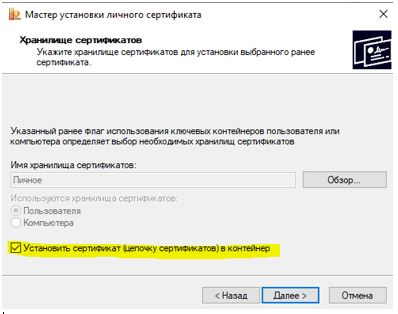 Мастер установки личного сертификата
Хранилище сертификатов
Укажите хранилище сертификатов для установки выбранного ранее
сертификата.
Указанный ранее флаг использования ключевых контейнеров пользователя или
компьютера определяет выбор необходимых хранилищ сертификатов
Имя хранилища сертификатов:
Личное
Обзор...
Используются хранилища сертификатов:
Пользователя
Компьютера
Установить сертификат (цепочку сертификатов) в контейнер
< Назад
Далее >
Отмена